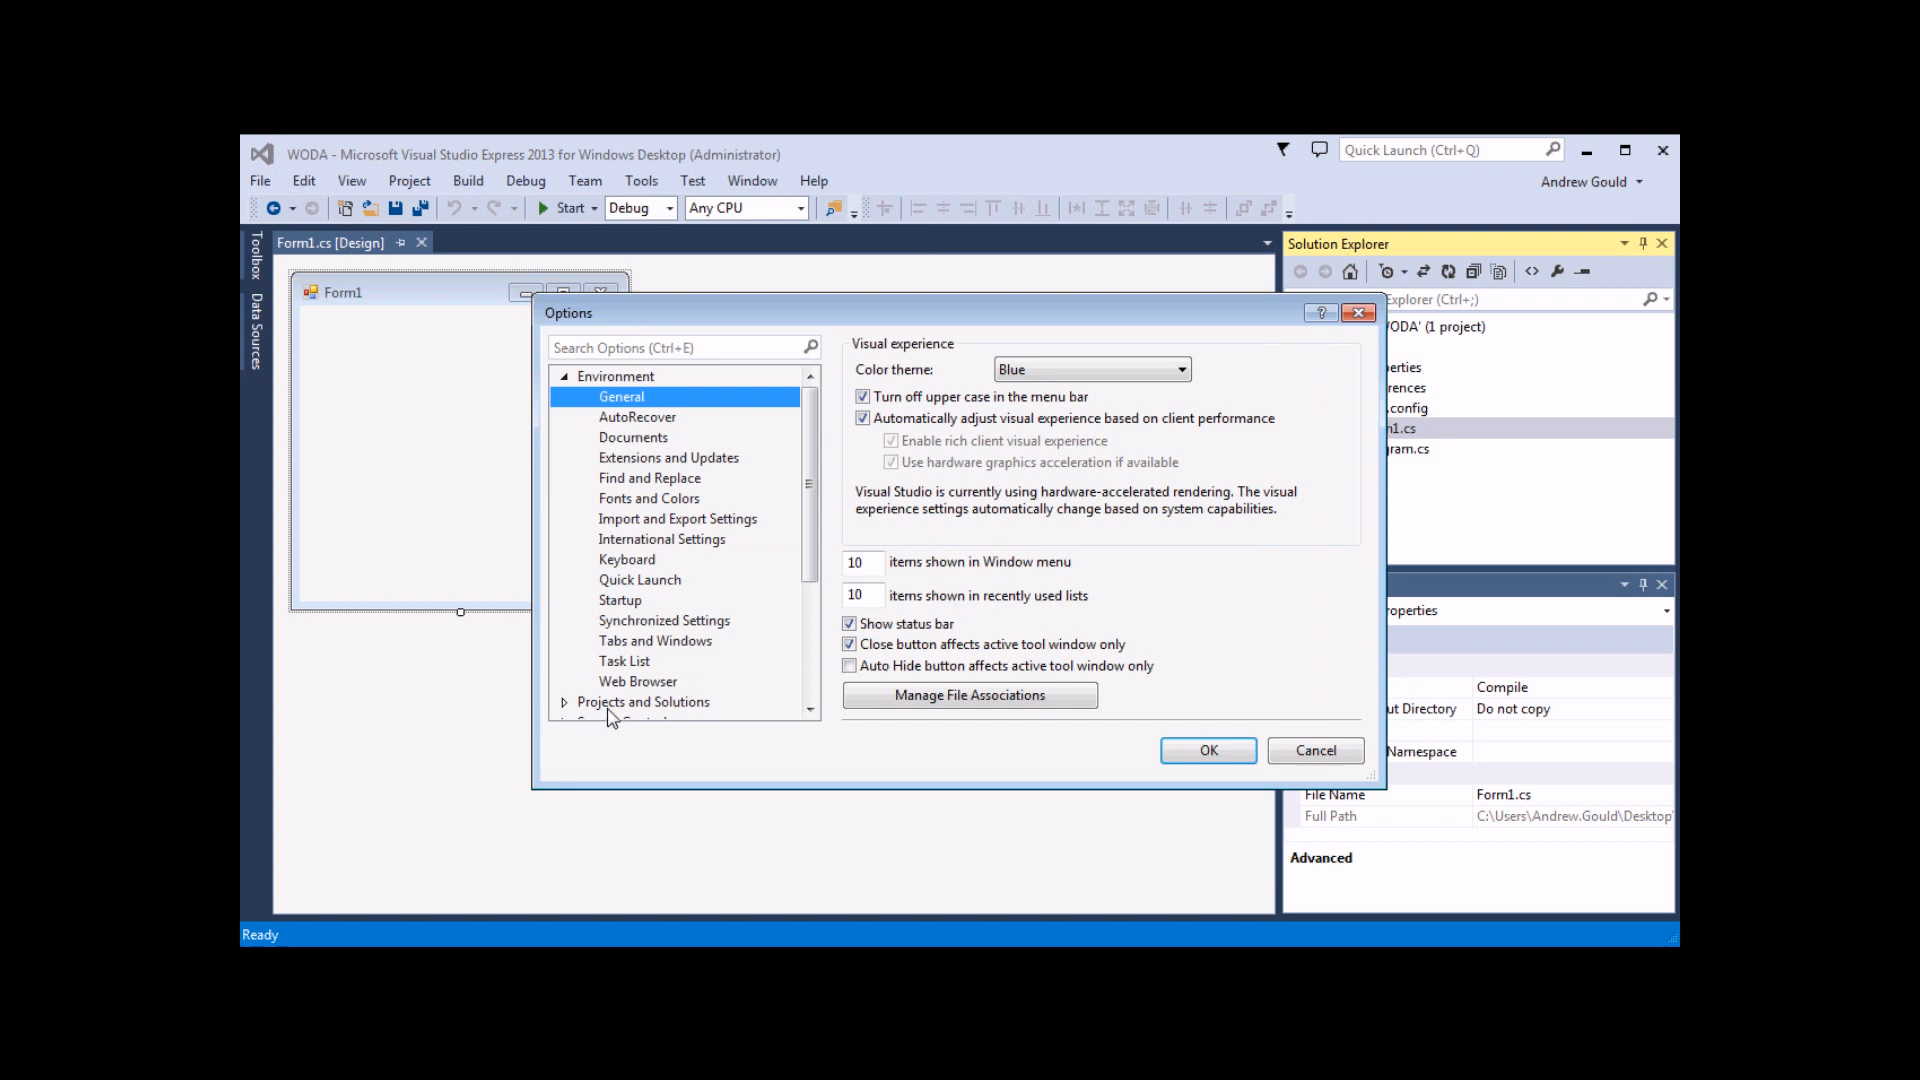 WODA - Microsoft Visual Studio Express 2013 for Windows Desktop (Administrator)
Quick Launch (Ctrl+Q)
File Edit View Project Build Debug Team Tools Test Window Help
Andrew Gould
Start Debug Any CPU
Toolbox
Data Sources
Form1.cs [Design]
Form1
Solution Explorer
Explorer (Ctrl+;)
WODA' (1 project)
erties
rences
.config
m1.cs
gram.cs
Options
Search Options (Ctrl+E)
Environment
General
AutoRecover
Documents
Extensions and Updates
Find and Replace
Fonts and Colors
Import and Export Settings
International Settings
Keyboard
Quick Launch
Startup
Synchronized Settings
Tabs and Windows
Task List
Web Browser
Projects and Solutions
Visual experience
Color theme: Blue
Turn off upper case in the menu bar
Automatically adjust visual experience based on client performance
Enable rich client visual experience
Use hardware graphics acceleration if available
Visual Studio is currently using hardware-accelerated rendering. The visual
experience settings automatically change based on system capabilities.
10 items shown in Window menu
10 items shown in recently used lists
Show status bar
Close button affects active tool window only
Auto Hide button affects active tool window only
Manage File Associations
OK Cancel
roperties
Compile
ut Directory Do not copy
Namespace
File Name Form1.cs
Full Path C:\Users\Andrew.Gould\Desktop\
Advanced
Ready